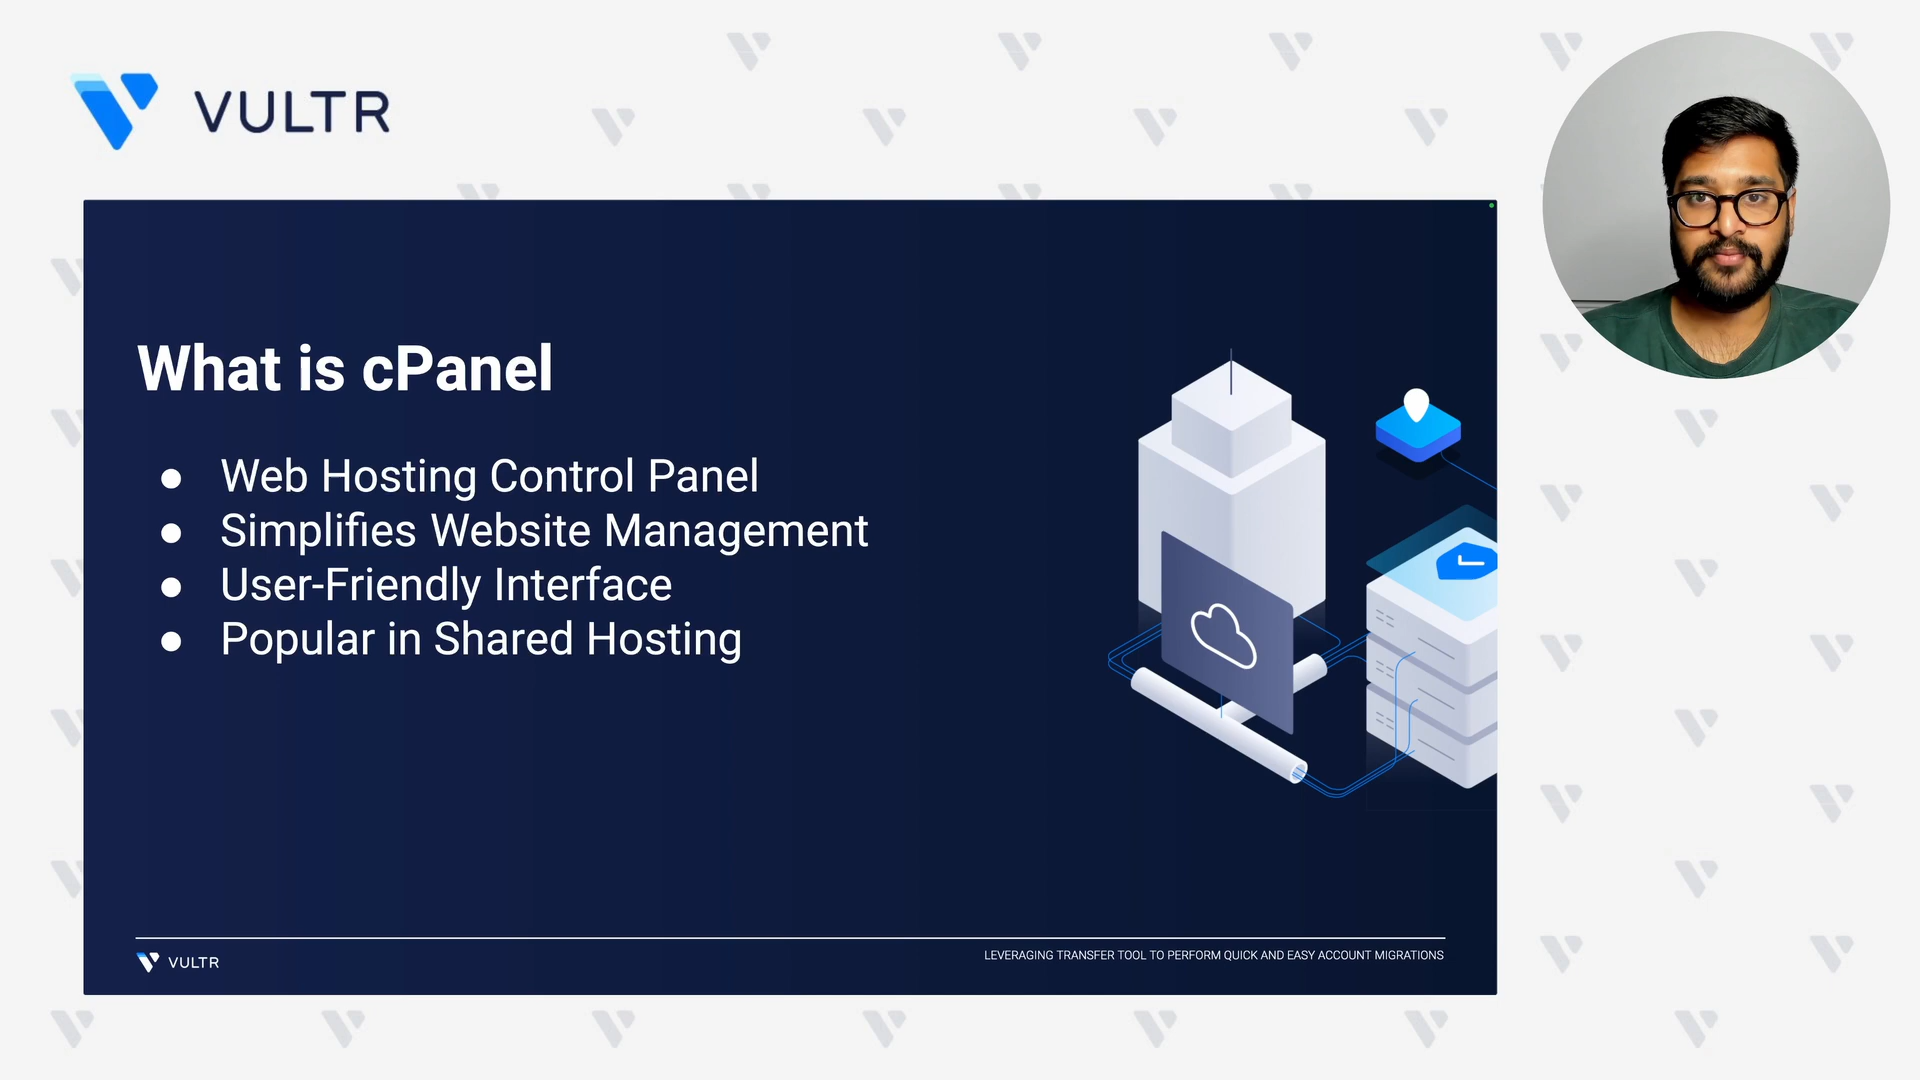 VULTR
What is cPanel
● Web Hosting Control Panel
● Simplifies Website Management
● User-Friendly Interface
● Popular in Shared Hosting
VULTR
LEVERAGING TRANSFER TOOL TO PERFORM QUICK AND EASY ACCOUNT MIGRATIONS